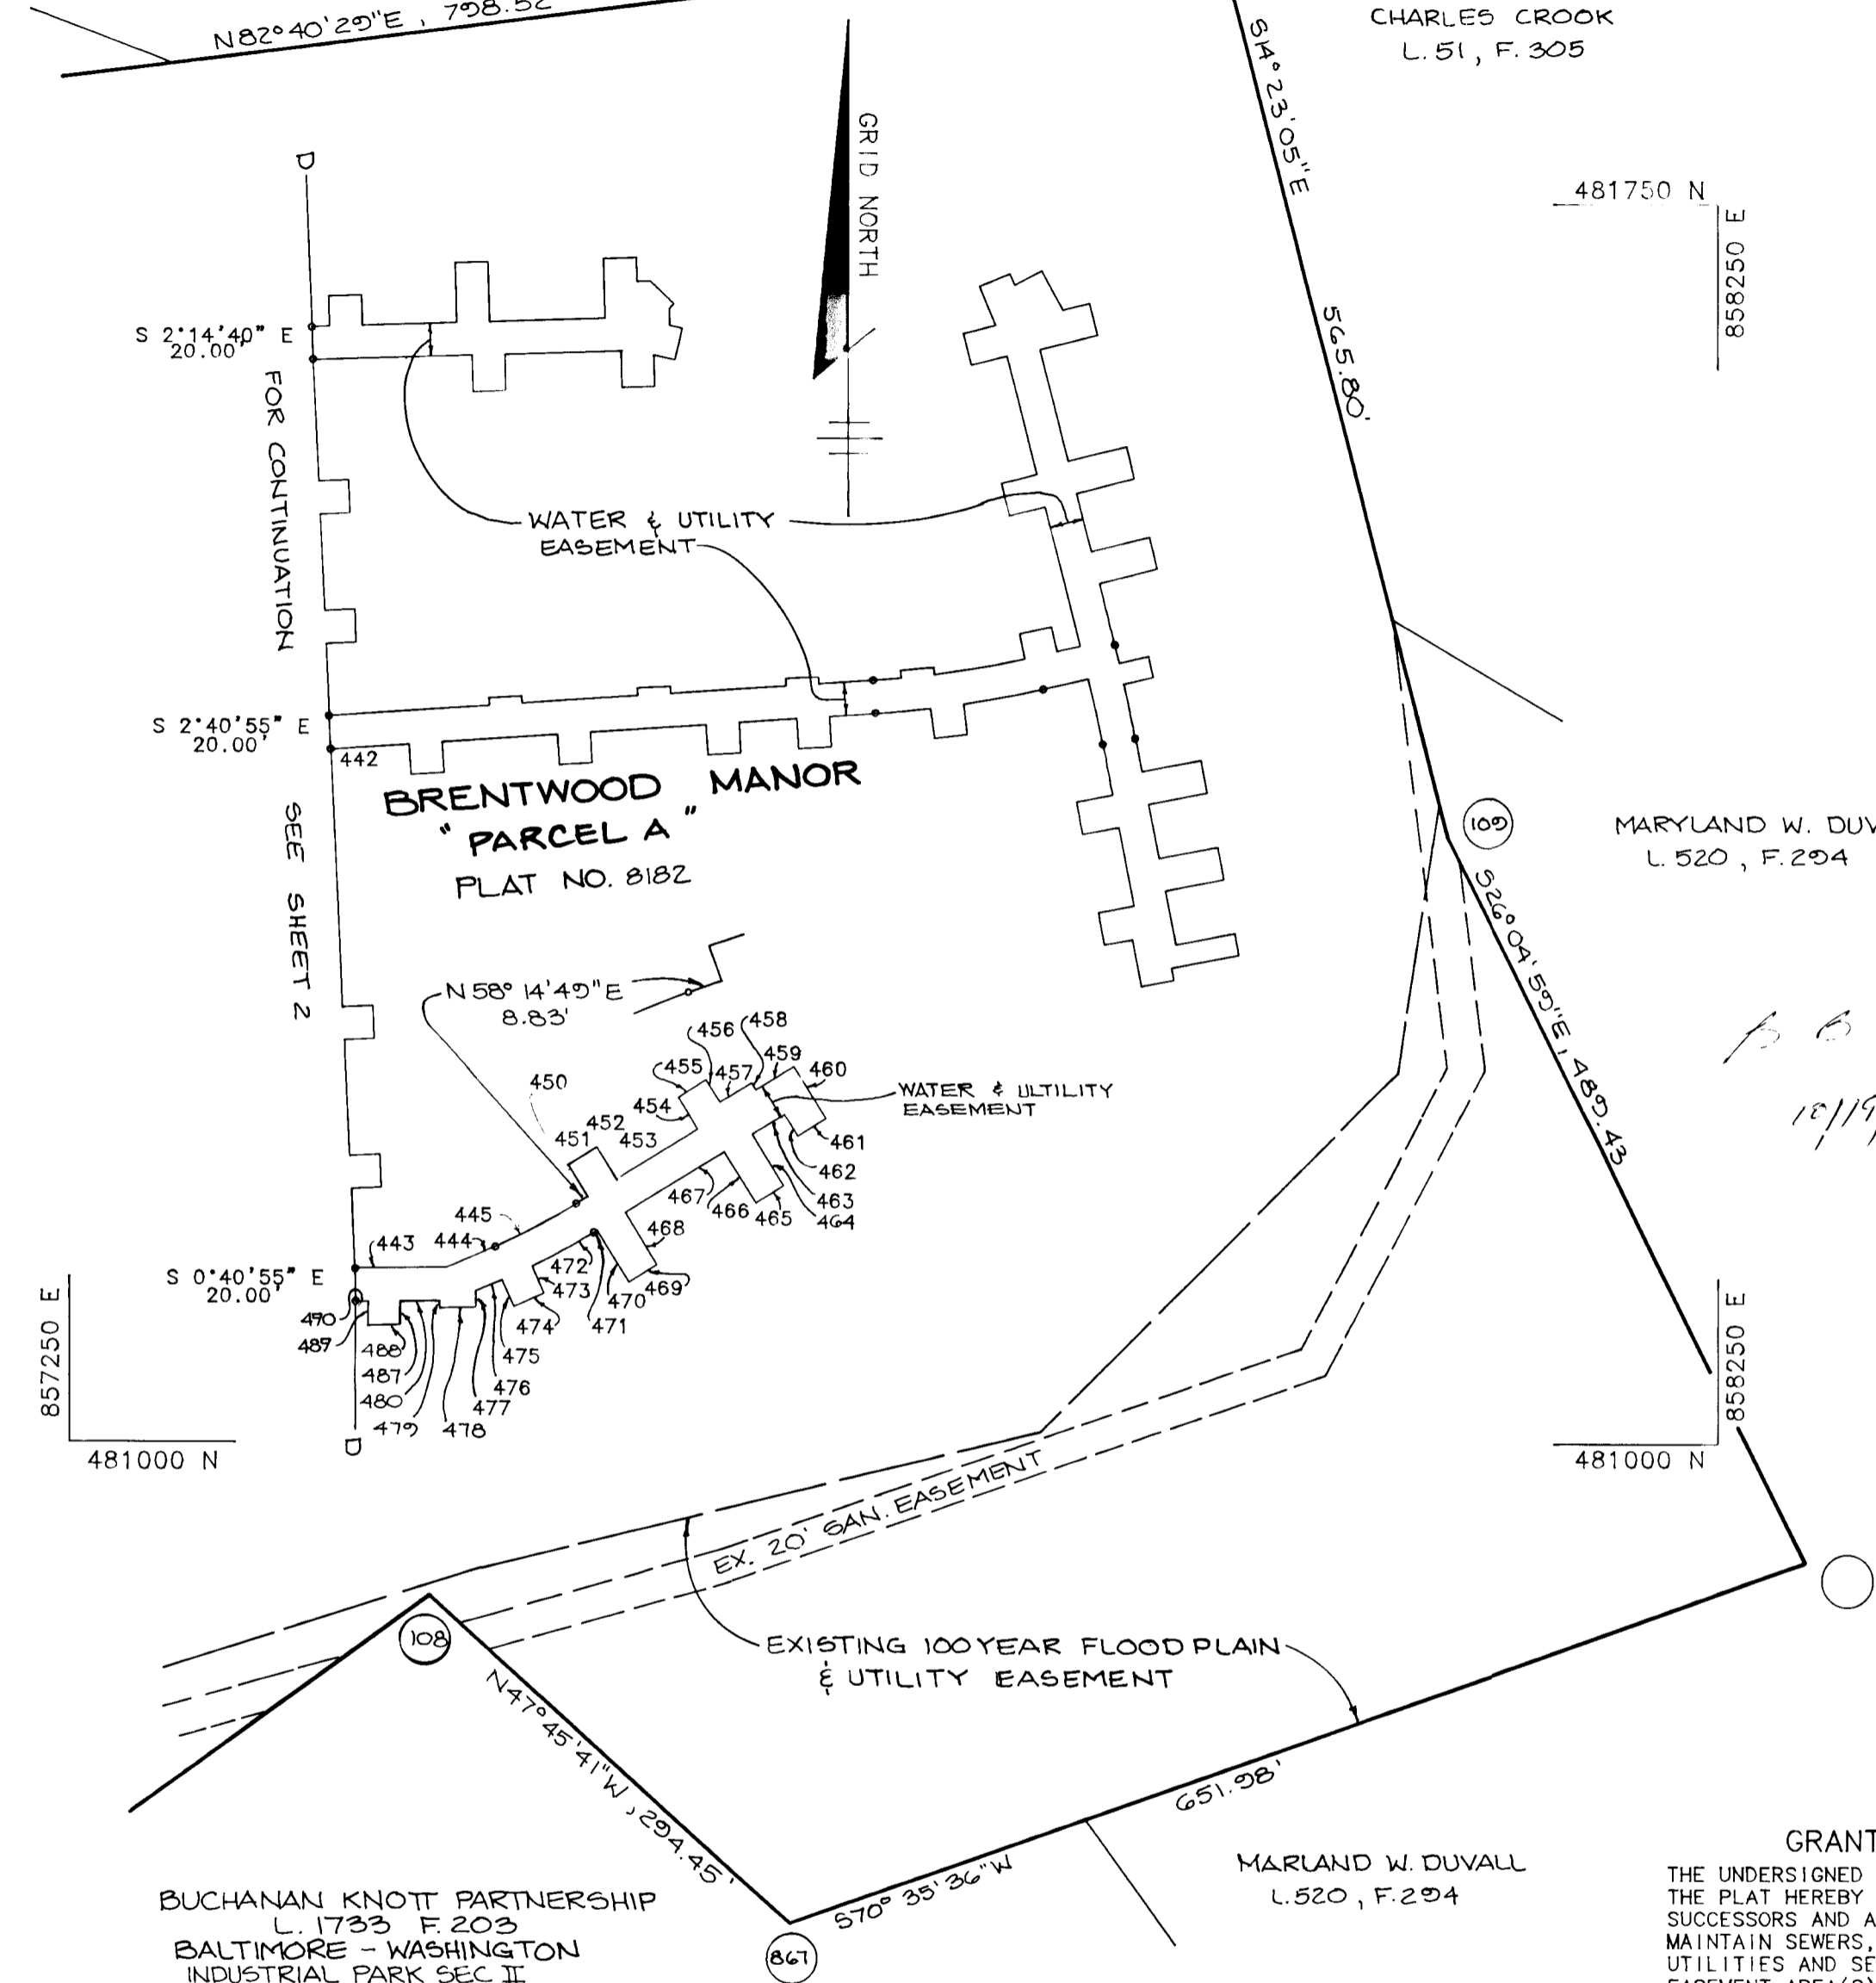 N82°40'29"E , 798.52
CHARLES CROOK
L.51, F.305
S14°23'05"E
565.80'
GRID NORTH
481750 N
858250 E
D
S 2°14'40" E
20.00'
FOR CONTINUATION
SEE SHEET 2
WATER & UTILITY
EASEMENT
S 2°40'55" E
20.00'
442
BRENTWOOD MANOR
"PARCEL A"
PLAT NO. 8182
109
MARYLAND W. DUV
L. 520, F.294
S26°04'59"E, 489.43
N58°14'49"E
8.83'
456
458
455
457
459
460
450
454
452
451
453
WATER & ULTILITY
EASEMENT
461
462
463
464
467
466
465
445
468
443
444
472
469
473
470
471
S 0°40'55" E
20.00'
490
489
488
474
475
487
476
480
477
479
478
D
857250 E
481000 N
858250 E
481000 N
EX. 20' SAN. EASEMENT
108
EXISTING 100 YEAR FLOOD PLAIN
& UTILITY EASEMENT
N47°45'41"W, 294.45'
651.98'
S70°35'36"W
867
MARLAND W. DUVALL
L.520, F.294
BUCHANAN KNOTT PARTNERSHIP
L. 1733 F. 203
BALTIMORE - WASHINGTON
INDUSTRIAL PARK SEC II
GRANT
THE UNDERSIGNED
THE PLAT HEREBY
SUCCESSORS AND A
MAINTAIN SEWERS,
UTILITIES AND SE